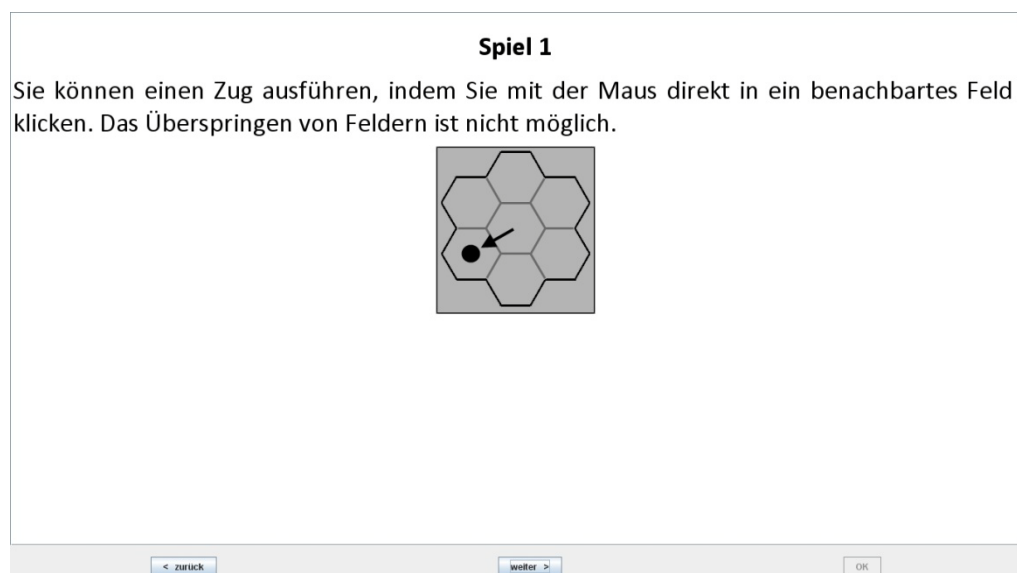 Spiel 1
Sie können einen Zug ausführen, indem Sie mit der Maus direkt in ein benachbartes Feld
klicken. Das Überspringen von Feldern ist nicht möglich.
< zurück weiter > OK